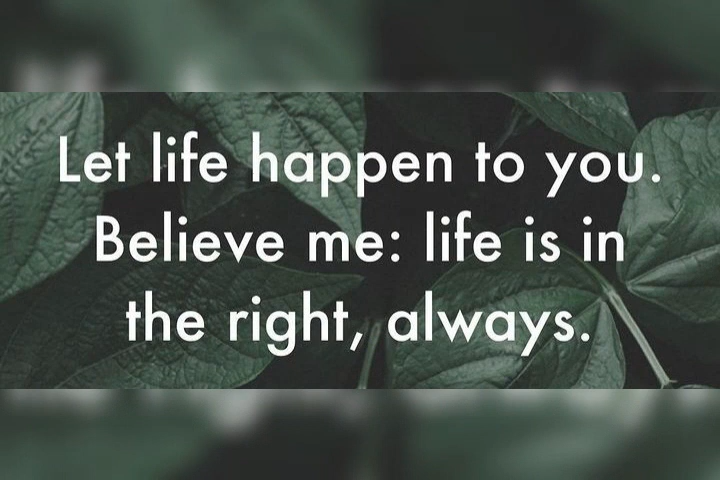 Let life happen to you.
Believe me: life is in
the right, always.